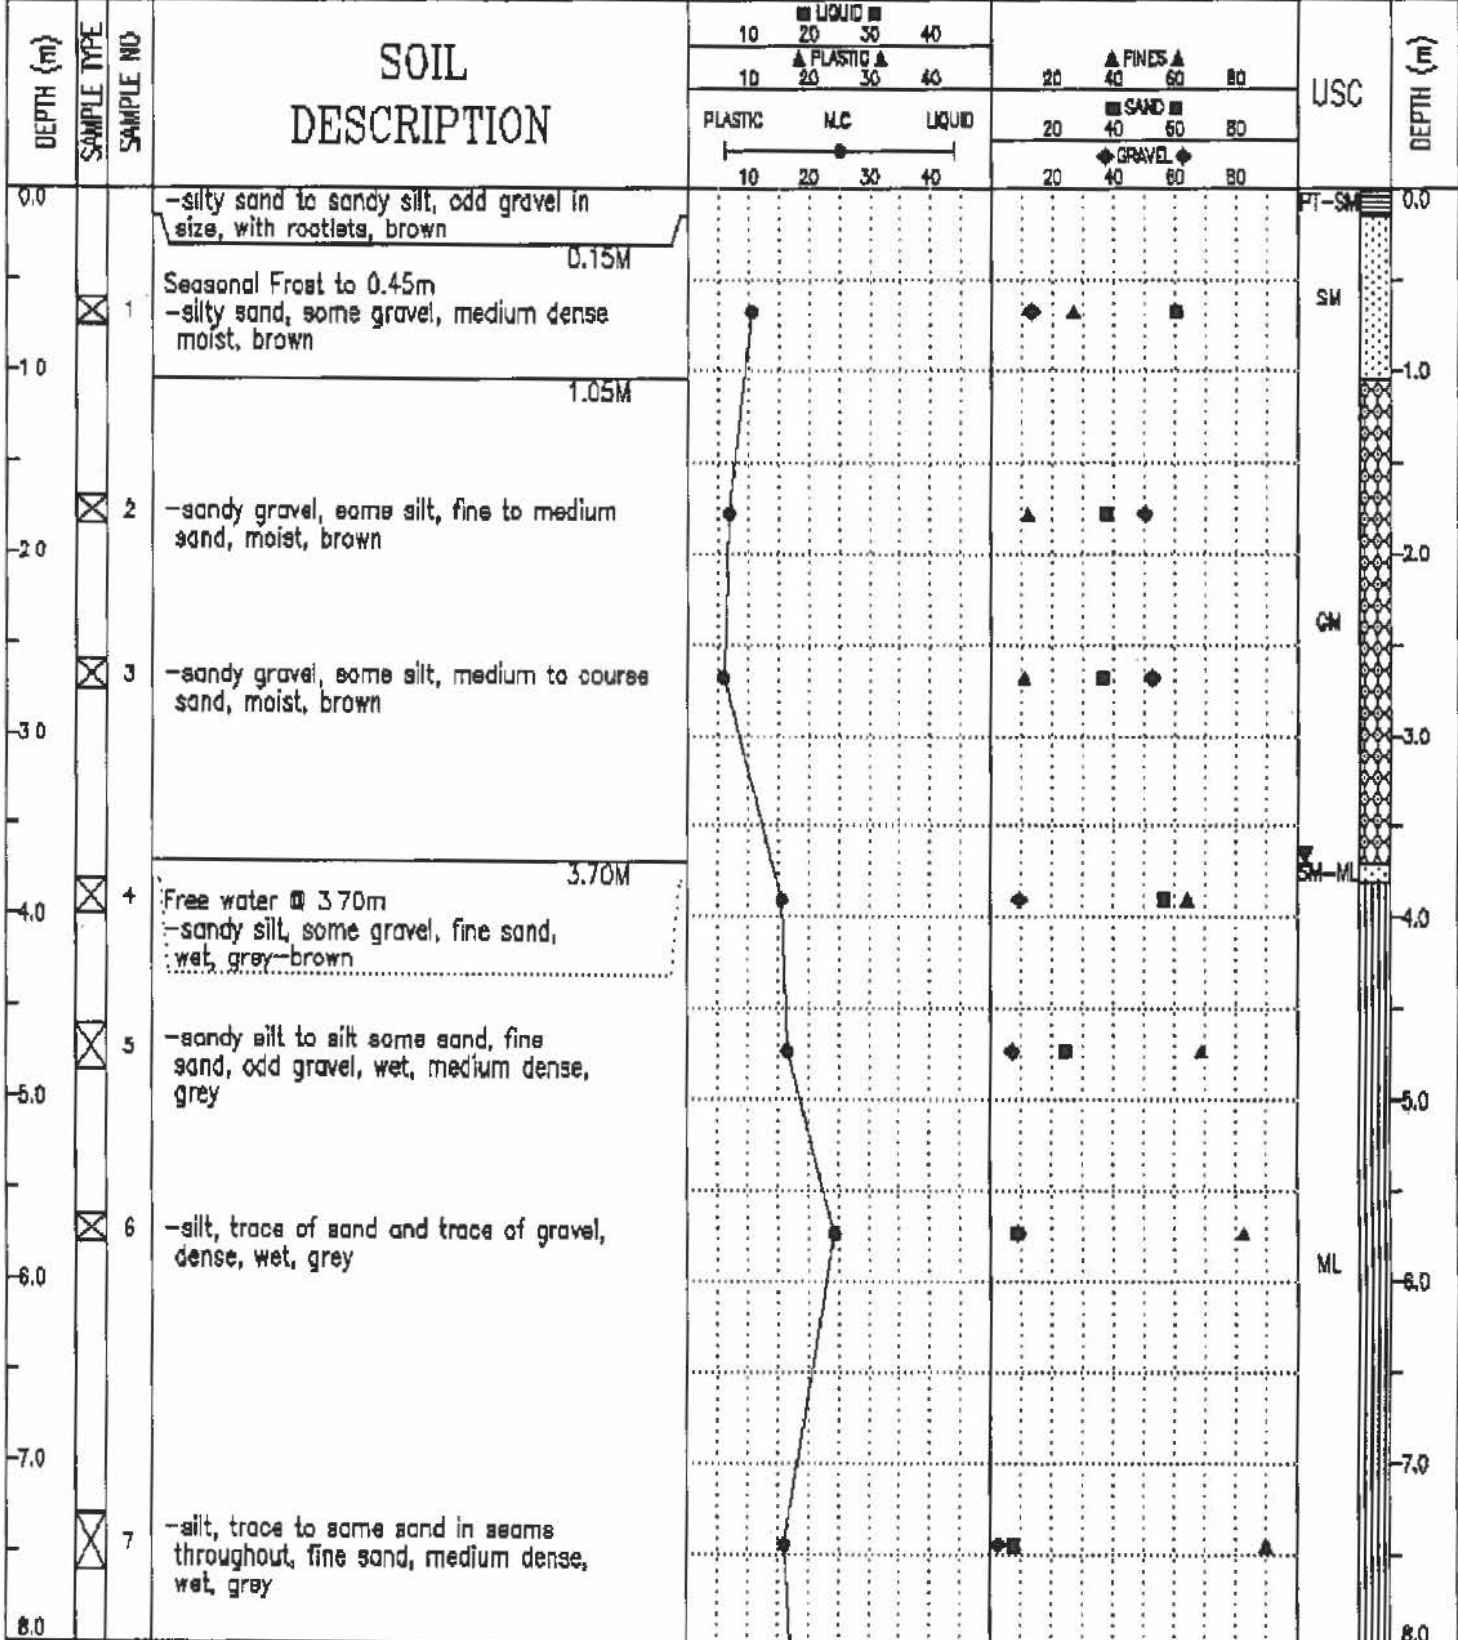 DEPTH (m)
SAMPLE TYPE
SAMPLE NO
SOIL
DESCRIPTION
LIQUID
10 20 30 40
PLASTIC
10 20 30 40
PLASTIC M.C LIQUID
10 20 30 40
FINES
20 40 60 80
SAND
20 40 60 80
GRAVEL
20 40 60 80
USC
DEPTH (m)
0.0
-silty sand to sandy silt, odd gravel in
size, with rootlets, brown
PT-SM
0.0
0.15M
Seasonal Frost to 0.45m
1
-silty sand, some gravel, medium dense
moist, brown
SM
-1 0
-1.0
1.05M
2
-sandy gravel, some silt, fine to medium
sand, moist, brown
-2 0
-2.0
GM
3
-sandy gravel, some silt, medium to course
sand, moist, brown
-3 0
-3.0
3.70M
SM-ML
4
Free water @ 3 70m
-4.0
-4.0
-sandy silt, some gravel, fine sand,
wet, grey-brown
5
-sandy silt to silt some sand, fine
sand, odd gravel, wet, medium dense,
grey
-5.0
-5.0
6
-silt, trace of sand and trace of gravel,
dense, wet, grey
ML
-6.0
-6.0
-7.0
-7.0
7
-silt, trace to some sand in seams
throughout, fine sand, medium dense,
wet, grey
8.0
8.0